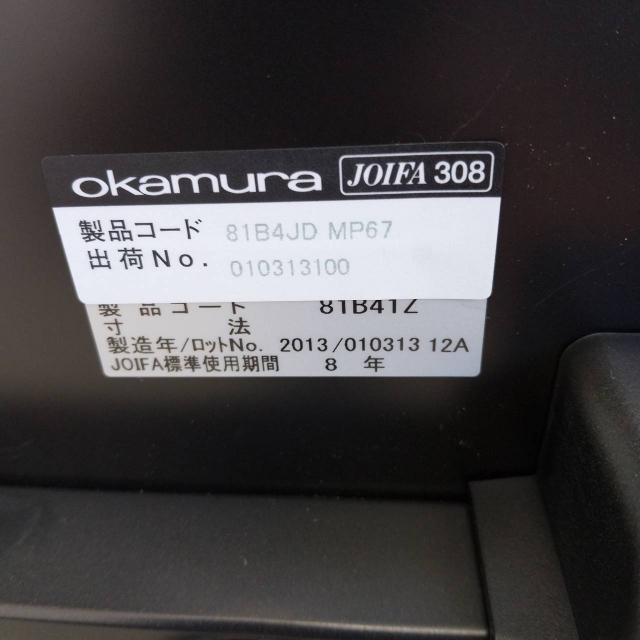 okamura JOIFA 308
製品コード 81B4JD MP67
出荷No. 010313100
製品コード 81B41Z
寸法
製造年/ロットNo. 2013/010313 12A
JOIFA標準使用期間 8 年